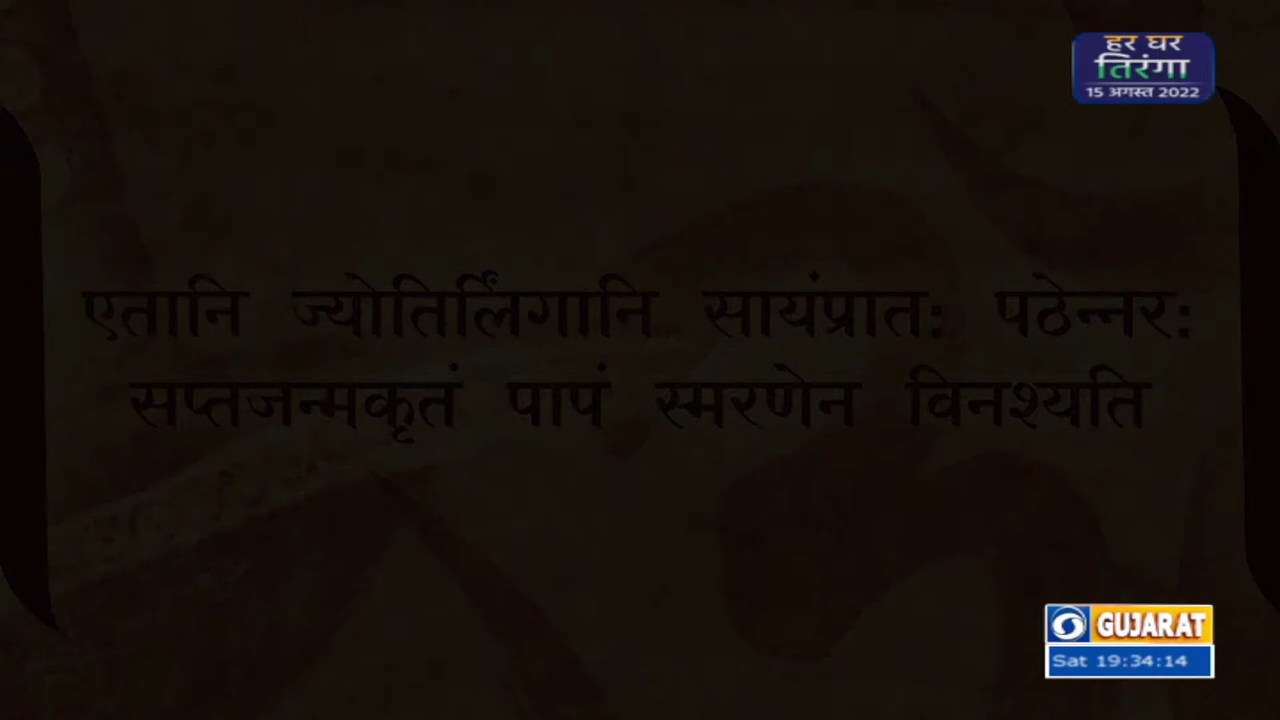 हर घर
तिरंगा
15 अगस्त 2022
एतानि ज्योतिर्लिंगानि सायंप्रातः पठेन्नरः
सप्तजन्मकृतं पापं स्मरणेन विनश्यति
GUJARAT
Sat 19:34:14